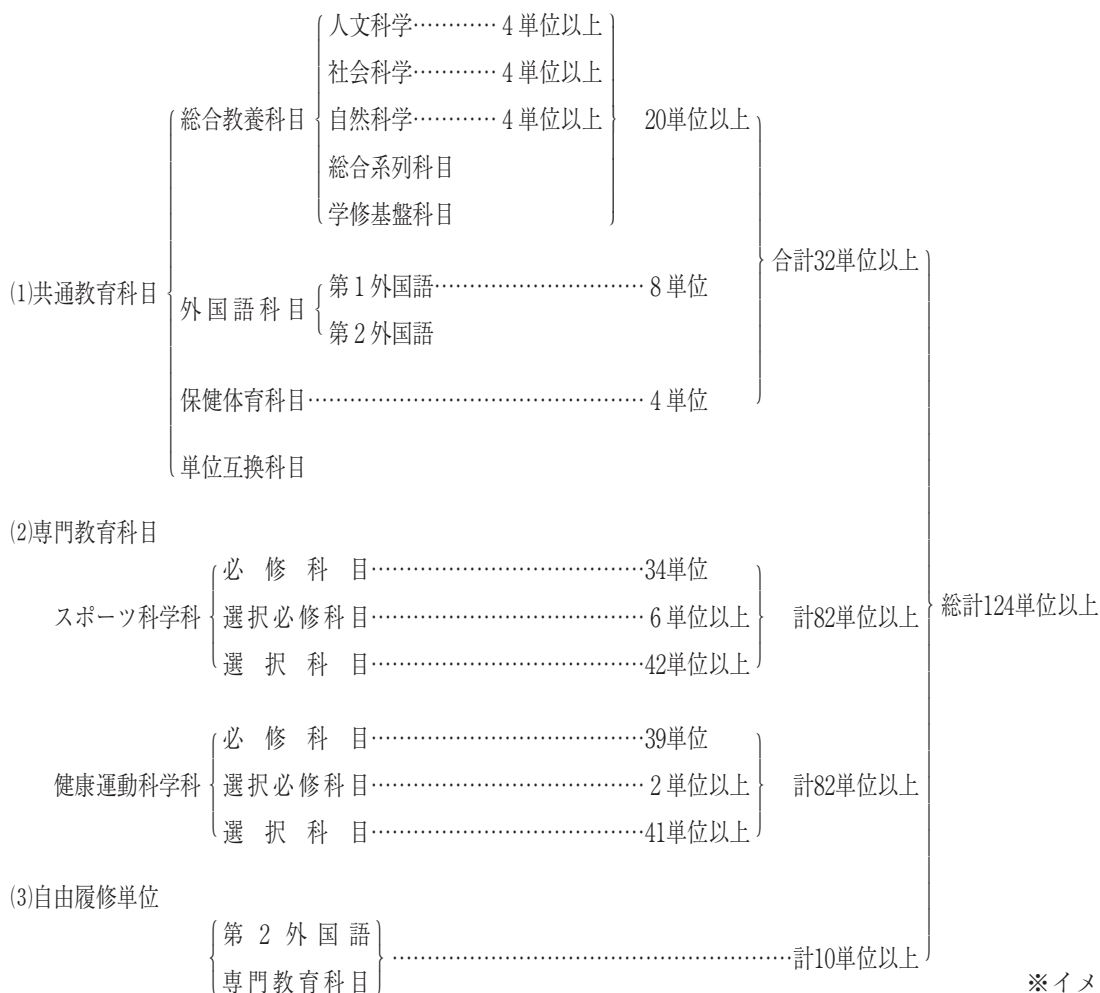 人文科学…………4単位以上
社会科学…………4単位以上
総合教養科目 自然科学…………4単位以上 20単位以上
総合系列科目
学修基盤科目
合計32単位以上
⑴共通教育科目
外国語科目 第1外国語…………………………8単位
第2外国語
保健体育科目…………………………………………4単位
単位互換科目
⑵専門教育科目
必修科目…………………………………34単位
スポーツ科学科 選択必修科目…………………………………6単位以上 計82単位以上 総計124単位以上
選択科目…………………………………42単位以上
必修科目…………………………………39単位
健康運動科学科 選択必修科目…………………………………2単位以上 計82単位以上
選択科目…………………………………41単位以上
⑶自由履修単位
第2外国語
専門教育科目 …………………………………………………計10単位以上
※イメ